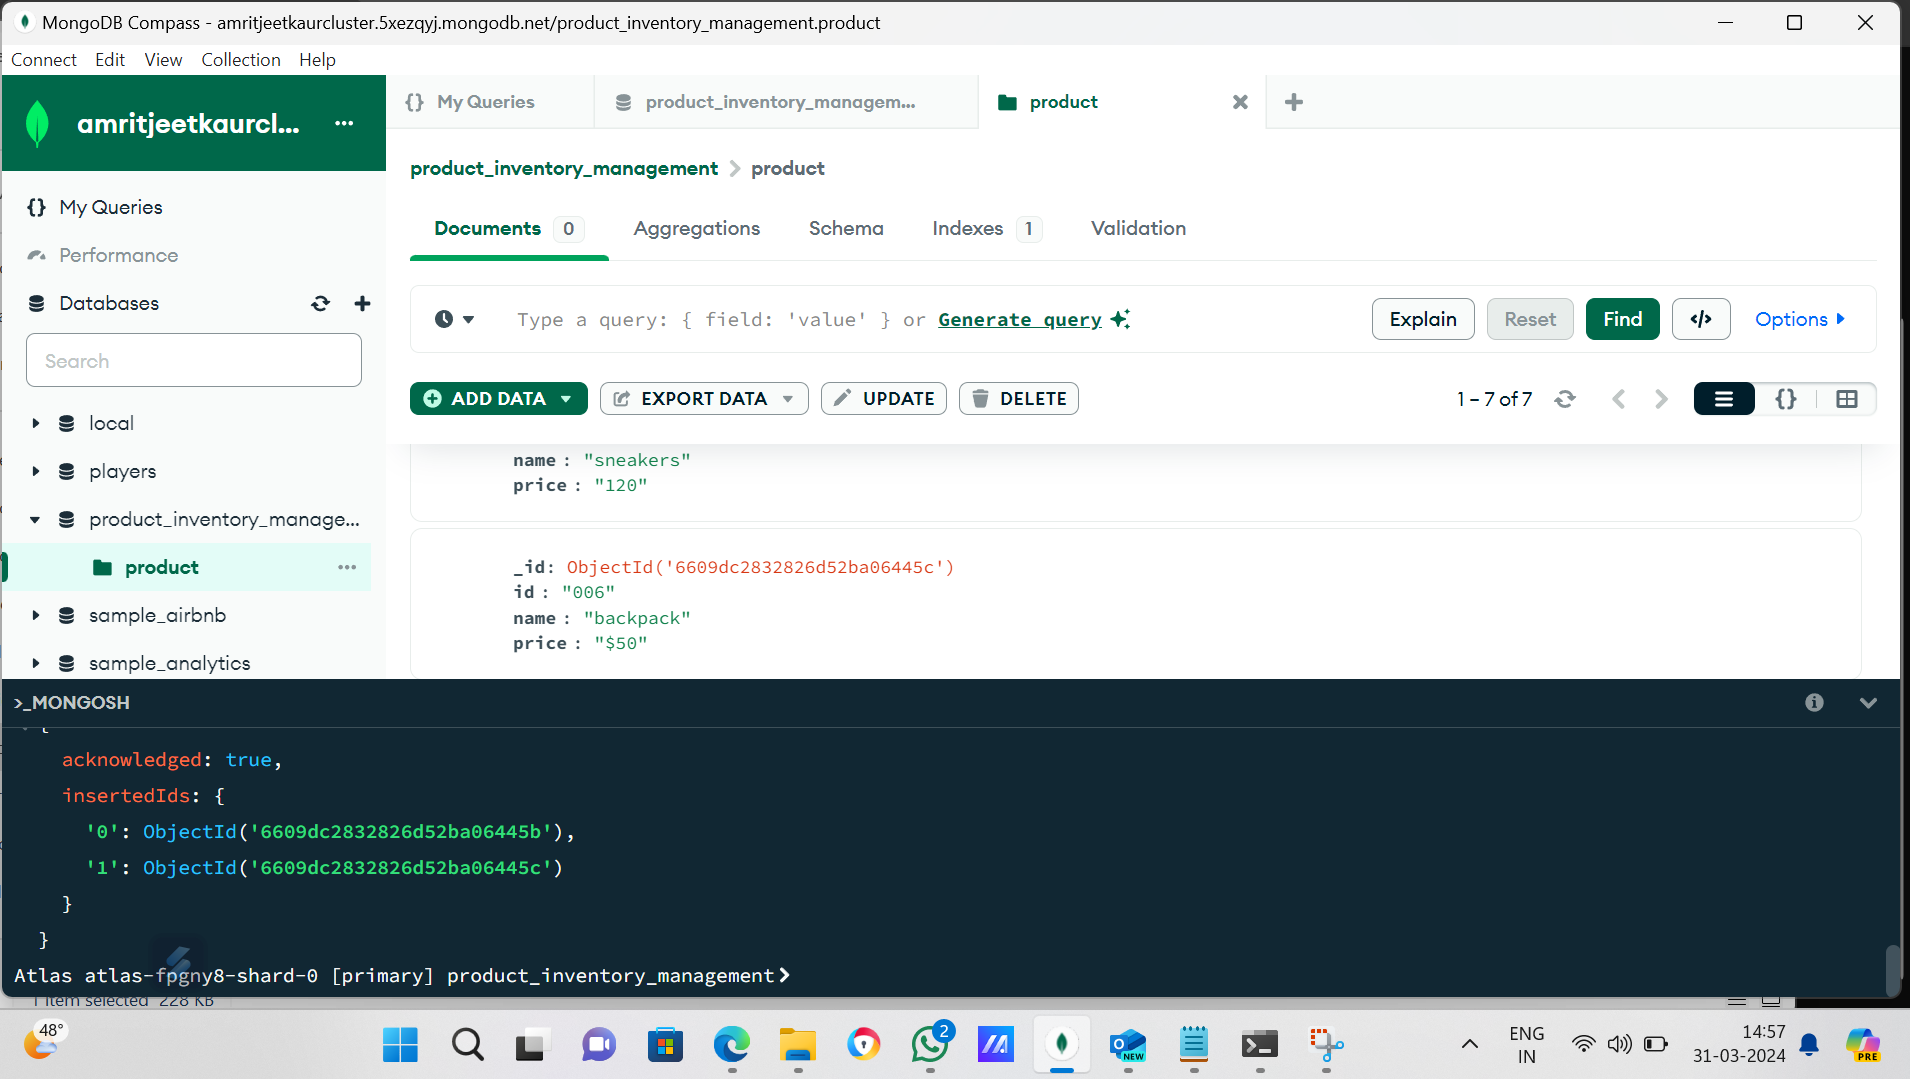 MongoDB Compass - amritjeetkaurcluster.5xezqyj.mongodb.net/product_inventory_management.product
Connect Edit View Collection Help
amritjeetkaurcl... ...
{} My Queries
product_inventory_managem...
product
product_inventory_management > product
My Queries
Performance
Databases
Search
local
players
product_inventory_manage...
product ...
sample_airbnb
sample_analytics
Documents 0 Aggregations Schema Indexes 1 Validation
Type a query: { field: 'value' } or Generate query
Explain Reset Find </> Options
ADD DATA EXPORT DATA UPDATE DELETE
1 – 7 of 7
{}
name : "sneakers"
price : "120"
_id: ObjectId('6609dc2832826d52ba06445c')
id : "006"
name : "backpack"
price : "$50"
>_MONGOSH
{
acknowledged: true,
insertedIds: {
'0': ObjectId('6609dc2832826d52ba06445b'),
'1': ObjectId('6609dc2832826d52ba06445c')
}
}
Atlas atlas-fpgny8-shard-0 [primary] product_inventory_management>
1 item selected 228 KB
48°
2
NEW
ENG
IN
14:57
31-03-2024
PRE